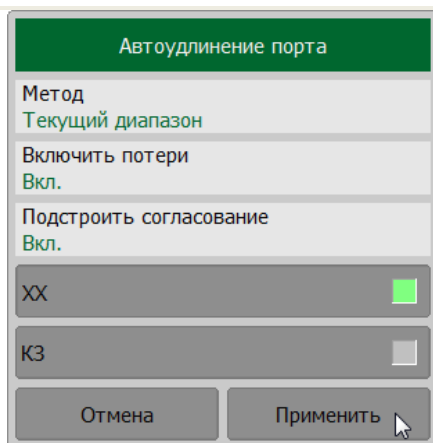 Автоудлинение порта
Метод
Текущий диапазон
Включить потери
Вкл.
Подстроить согласование
Вкл.
ХХ
КЗ
Отмена
Применить